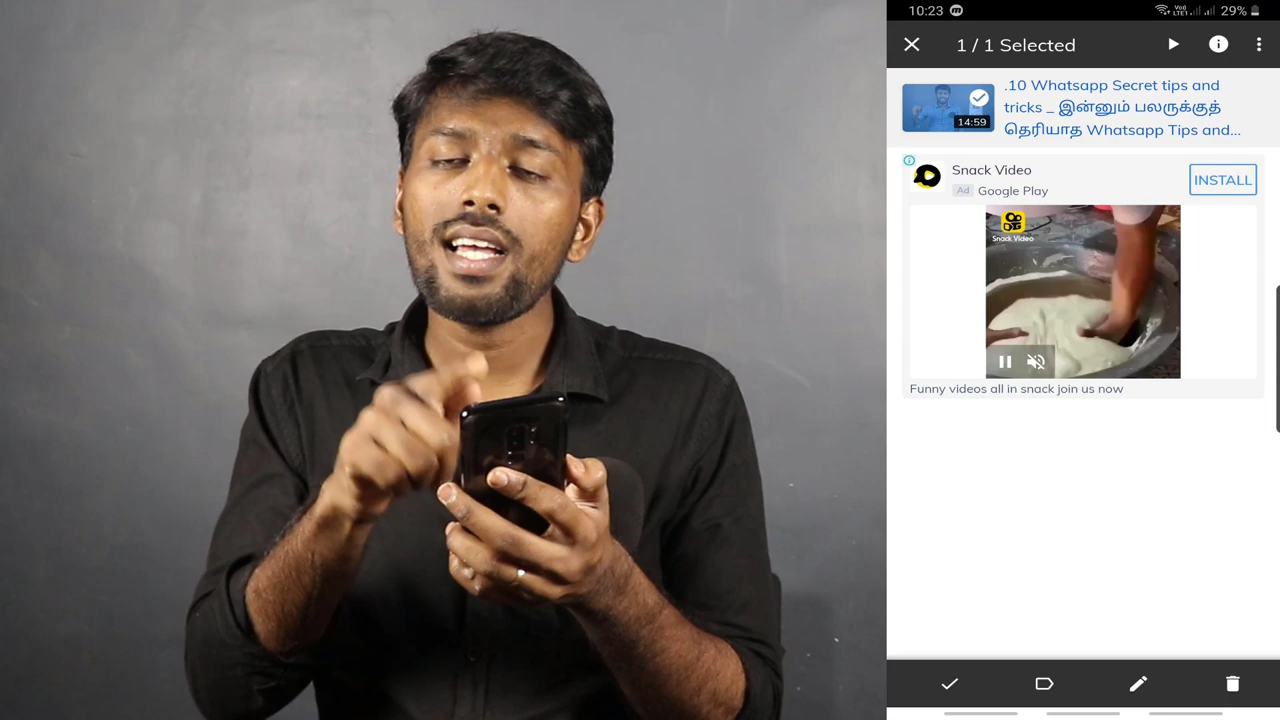 10:23
29%
1 / 1 Selected
.10 Whatsapp Secret tips and
tricks _ இன்னும் பலருக்குத்
தெரியாத Whatsapp Tips and...
14:59
Snack Video
Ad Google Play
INSTALL
Snack Video
Funny videos all in snack join us now